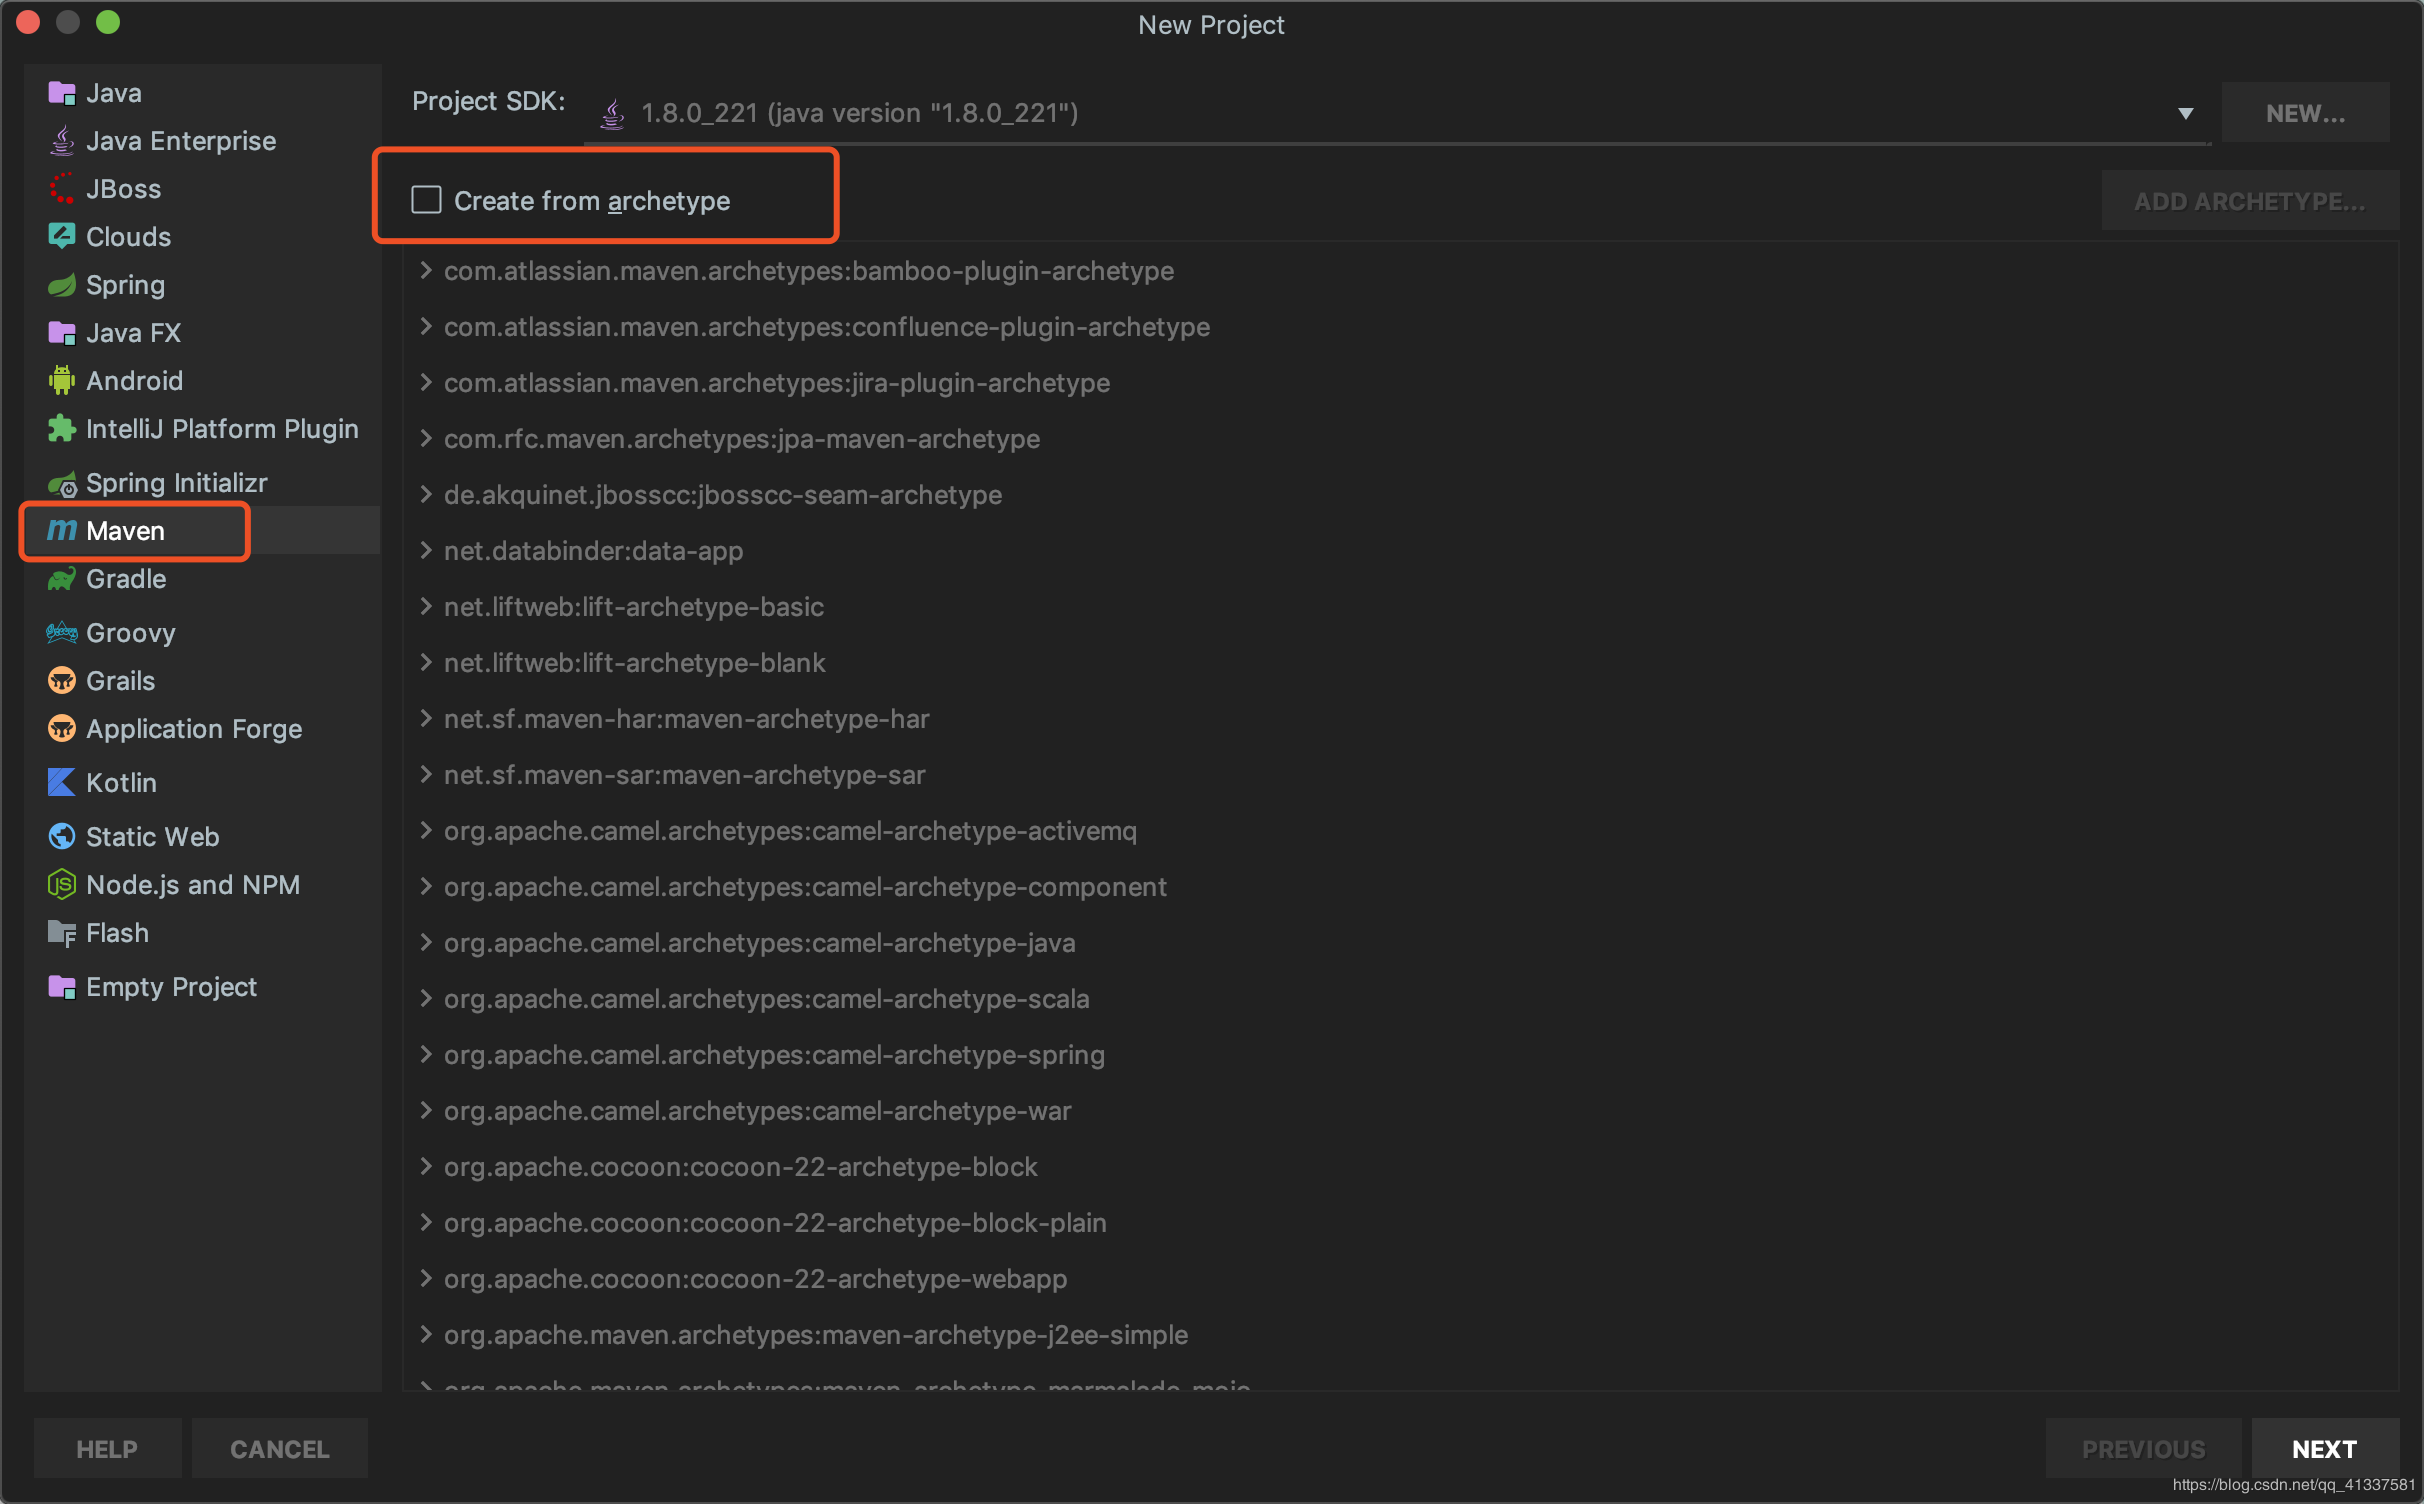 New Project
Java
Java Enterprise
JBoss
Clouds
Spring
Java FX
Android
IntelliJ Platform Plugin
Spring Initializr
Maven
Gradle
Groovy
Grails
Application Forge
Kotlin
Static Web
Node.js and NPM
Flash
Empty Project
Project SDK: 1.8.0_221 (java version "1.8.0_221") NEW...
Create from archetype ADD ARCHETYPE...
com.atlassian.maven.archetypes:bamboo-plugin-archetype
com.atlassian.maven.archetypes:confluence-plugin-archetype
com.atlassian.maven.archetypes:jira-plugin-archetype
com.rfc.maven.archetypes:jpa-maven-archetype
de.akquinet.jbosscc:jbosscc-seam-archetype
net.databinder:data-app
net.liftweb:lift-archetype-basic
net.liftweb:lift-archetype-blank
net.sf.maven-har:maven-archetype-har
net.sf.maven-sar:maven-archetype-sar
org.apache.camel.archetypes:camel-archetype-activemq
org.apache.camel.archetypes:camel-archetype-component
org.apache.camel.archetypes:camel-archetype-java
org.apache.camel.archetypes:camel-archetype-scala
org.apache.camel.archetypes:camel-archetype-spring
org.apache.camel.archetypes:camel-archetype-war
org.apache.cocoon:cocoon-22-archetype-block
org.apache.cocoon:cocoon-22-archetype-block-plain
org.apache.cocoon:cocoon-22-archetype-webapp
org.apache.maven.archetypes:maven-archetype-j2ee-simple
org.apache.maven.archetypes:maven-archetype-marmalade-mojo
HELP CANCEL PREVIOUS NEXT
https://blog.csdn.net/qq_41337581